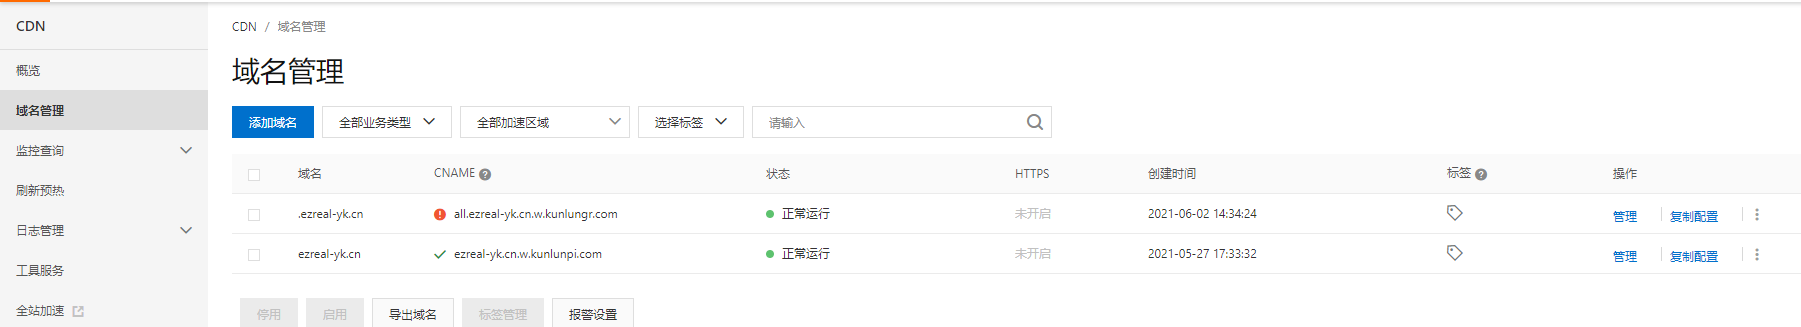 CDN
概览
域名管理
监控查询
刷新预热
日志管理
工具服务
全站加速
CDN / 域名管理
域名管理
添加域名 全部业务类型 全部加速区域 选择标签 请输入
域名 CNAME 状态 HTTPS 创建时间 标签 操作
.ezreal-yk.cn all.ezreal-yk.cn.w.kunlungr.com 正常运行 未开启 2021-06-02 14:34:24 管理 复制配置
ezreal-yk.cn ezreal-yk.cn.w.kunlunpi.com 正常运行 未开启 2021-05-27 17:33:32 管理 复制配置
停用 启用 导出域名 标签管理 报警设置